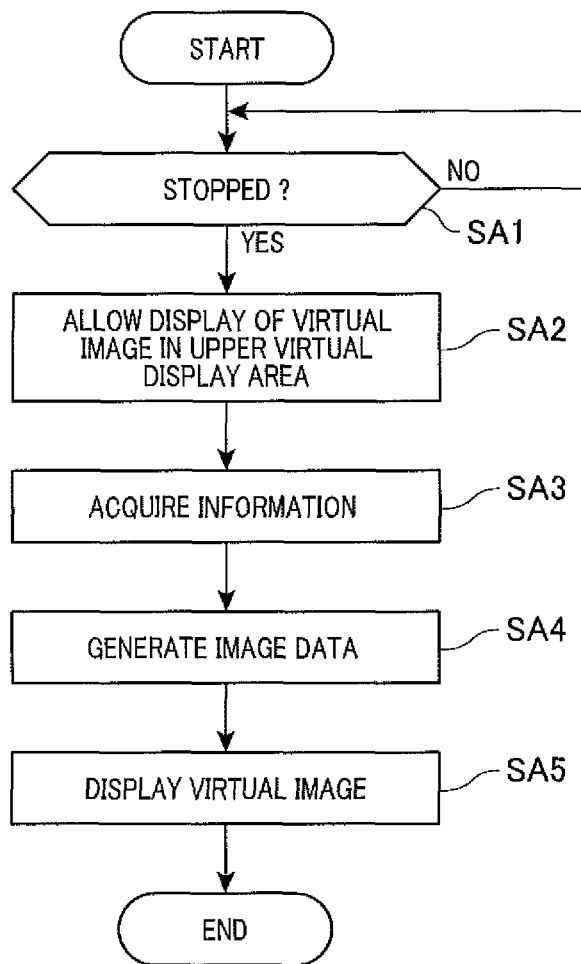 START
STOPPED ?
NO
SA1
YES
ALLOW DISPLAY OF VIRTUAL
IMAGE IN UPPER VIRTUAL
DISPLAY AREA
SA2
ACQUIRE INFORMATION
SA3
GENERATE IMAGE DATA
SA4
DISPLAY VIRTUAL IMAGE
SA5
END